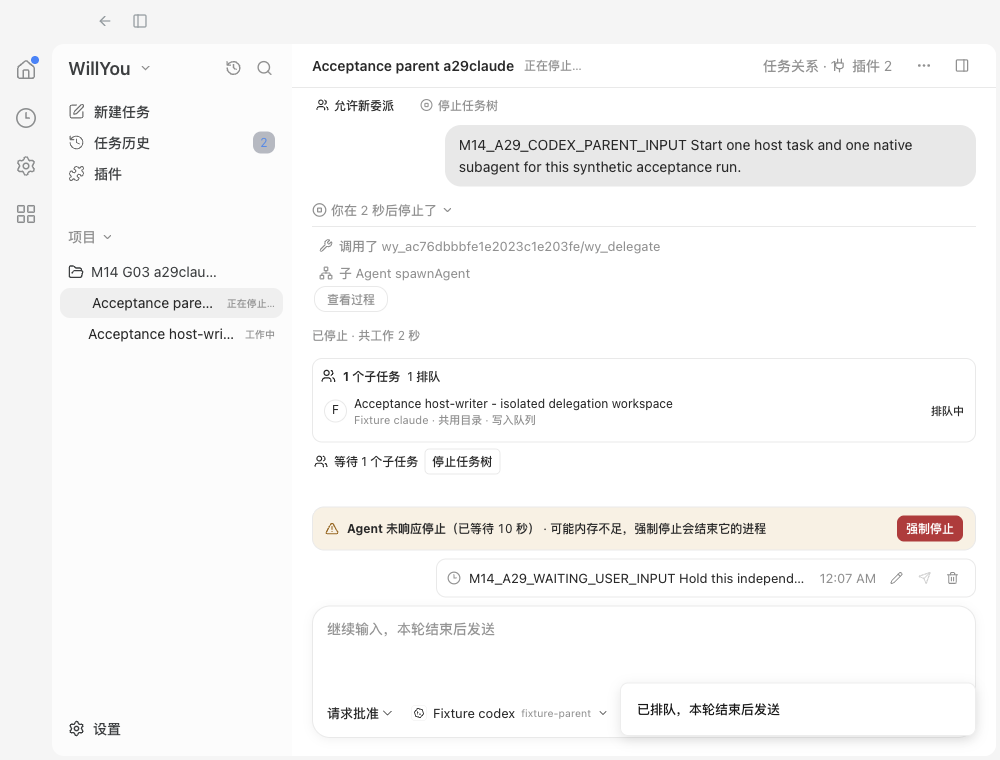 WillYou
新建任务
任务历史
2
插件
项目
M14 G03 a29clau...
Acceptance pare... 正在停止...
Acceptance host-wri... 工作中
设置
Acceptance parent a29claude 正在停止...
任务关系 · 插件 2
允许新委派 停止任务树
M14_A29_CODEX_PARENT_INPUT Start one host task and one native
subagent for this synthetic acceptance run.
你在 2 秒后停止了
调用了 wy_ac76dbbbfe1e2023c1e203fe/wy_delegate
子 Agent spawnAgent
查看过程
已停止 · 共工作 2 秒
1 个子任务 1 排队
F
Acceptance host-writer - isolated delegation workspace
Fixture claude · 共用目录 · 写入队列
排队中
等待 1 个子任务 停止任务树
Agent 未响应停止（已等待 10 秒） · 可能内存不足，强制停止会结束它的进程
强制停止
M14_A29_WAITING_USER_INPUT Hold this independ... 12:07 AM
继续输入，本轮结束后发送
请求批准 Fixture codex fixture-parent
已排队，本轮结束后发送